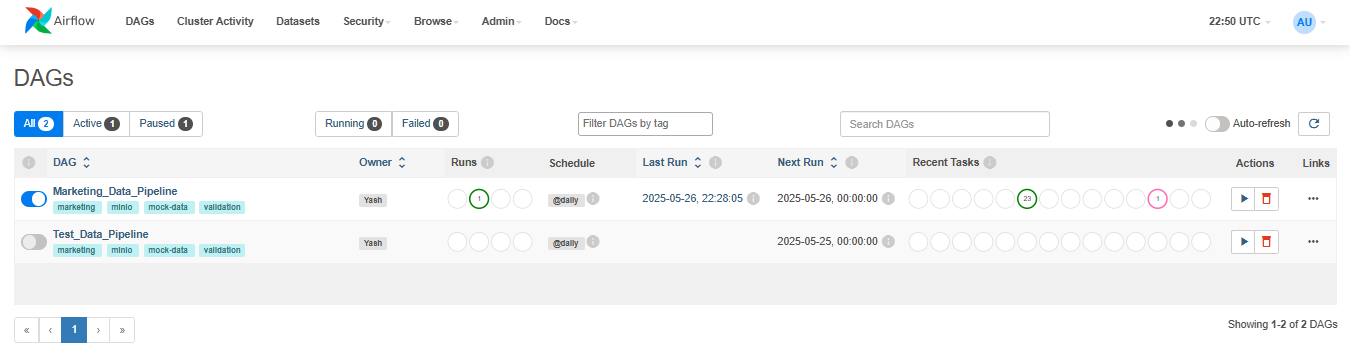 Airflow DAGs Cluster Activity Datasets Security Browse Admin Docs 22:50 UTC AU
DAGs
All 2 Active 1 Paused 1 Running 0 Failed 0 Filter DAGs by tag Search DAGs Auto-refresh
DAG Owner Runs Schedule Last Run Next Run Recent Tasks Actions Links
Marketing_Data_Pipeline
marketing minio mock-data validation
Yash 1 @daily 2025-05-26, 22:28:05 2025-05-26, 00:00:00 23 1
Test_Data_Pipeline
marketing minio mock-data validation
Yash @daily 2025-05-25, 00:00:00
« ‹ 1 › »
Showing 1-2 of 2 DAGs